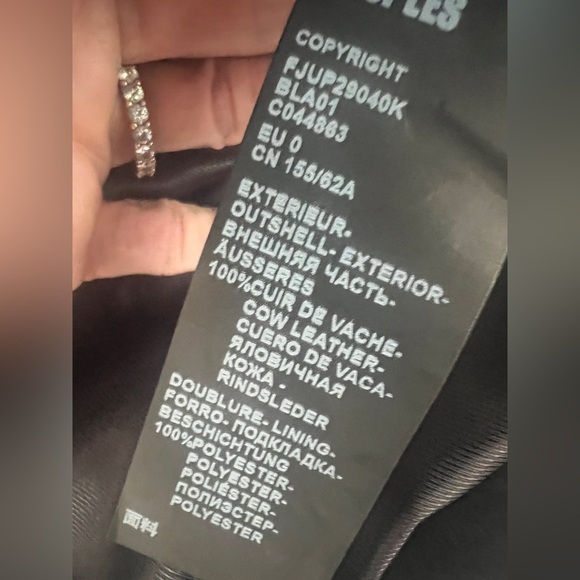 COPYRIGHT
FJUP29040K
BLA01
C044863
EU 0
CN 155/62A
EXTERIEUR-
OUTSHELL- EXTERIOR-
ВНЕШНЯЯ ЧАСТЬ-
ÄUSSERES
100%CUIR DE VACHE-
COW LEATHER-
CUERO DE VACA-
ЯЛОВИЧНАЯ
КОЖА -
RINDSLEDER
DOUBLURE- LINING-
FORRO- ПОДКЛАДКА-
BESCHICHTUNG
100%POLYESTER-
POLYESTER-
POLIÉSTER-
ПОЛИЭСТЕР-
POLYESTER
面料